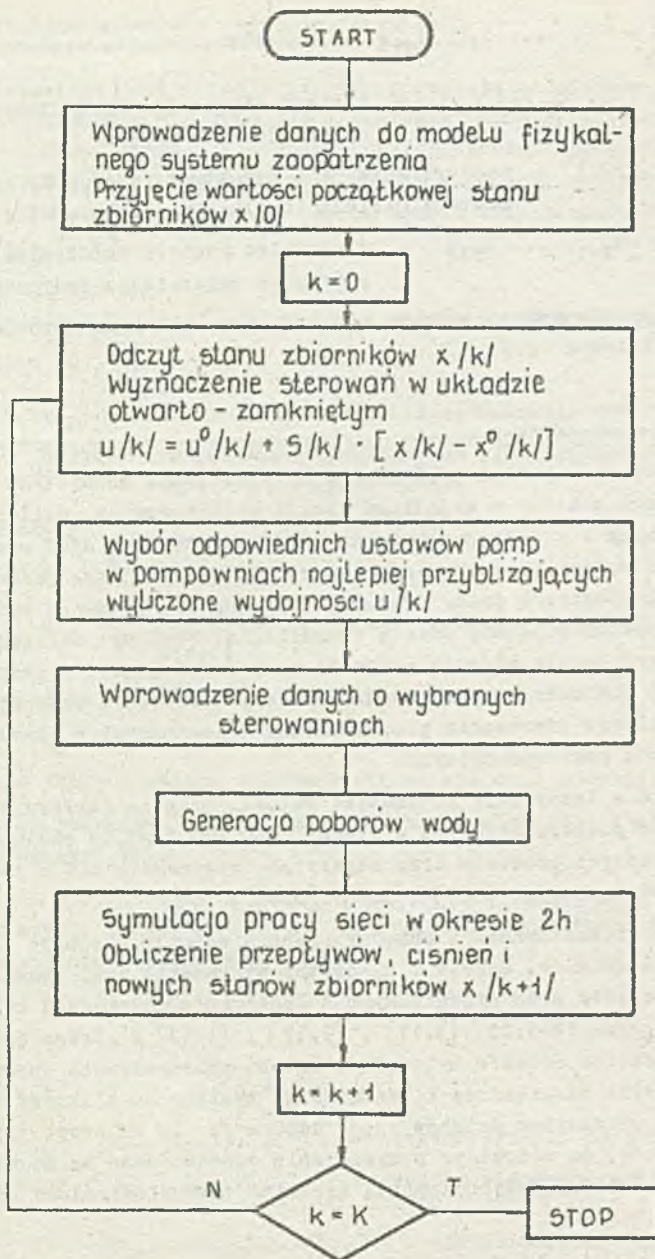 START
Wprowadzenie danych do modelu fizykal-
nego systemu zaopatrzenia
Przyjęcie wartości początkowej stanu
zbiorników x /0/
k=0
Odczyt stanu zbiorników x /k/
Wyznaczenie sterowań w układzie
otwarto - zamkniętym
u/k/ = u⁰/k/ + S/k/ · [x/k/ - x⁰/k/]
Wybór odpowiednich ustawów pomp
w pompowniach najlepiej przybliżających
wyliczone wydajności u/k/
Wprowadzenie danych o wybranych
sterowaniach
Generacja poborów wody
Symulacja pracy sieci w okresie 2h
Obliczenie przepływów, ciśnień i
nowych stanów zbiorników x /k+1/
k=k+1
N
k=K
T
STOP